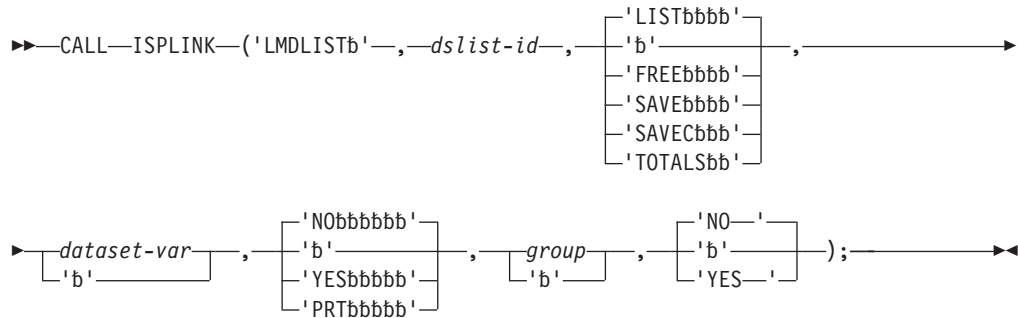 'LISTƀƀƀƀ'
CALL ISPLINK ('LMDLISTƀ' , dslist-id , 'ƀ' ,
'FREEƀƀƀƀ'
'SAVEƀƀƀƀ'
'SAVECƀƀƀ'
'TOTALSƀƀ'
'NOƀƀƀƀƀƀ' 'NO '
dataset-var , 'ƀ' , group , 'ƀ' );
'ƀ' 'YESƀƀƀƀƀ' 'ƀ' 'YES '
'PRTƀƀƀƀƀ'